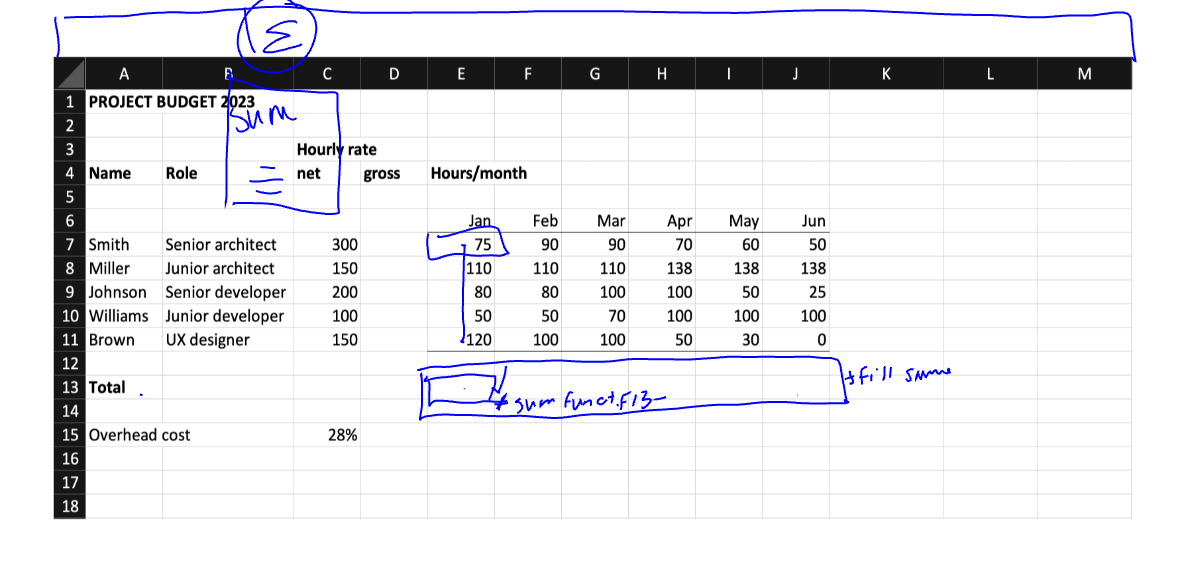 Σ
A B C D E F G H I J K L M
1 PROJECT BUDGET 2023
sum
2
3 Hourly rate
4 Name Role net gross Hours/month
5
6 Jan Feb Mar Apr May Jun
7 Smith Senior architect 300 75 90 90 70 60 50
8 Miller Junior architect 150 110 110 110 138 138 138
9 Johnson Senior developer 200 80 80 100 100 50 25
10 Williams Junior developer 100 50 50 70 100 100 100
11 Brown UX designer 150 120 100 100 50 30 0
12
fill
13 Total
sum funct. F13-
14
15 Overhead cost 28%
16
17
18